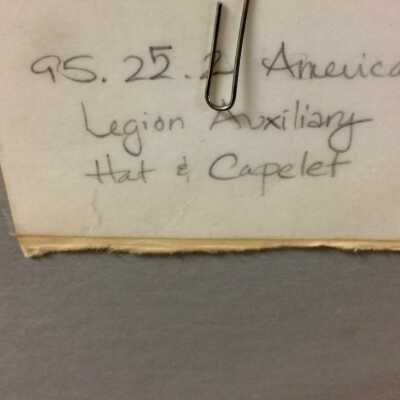 95.25.2 America
Legion Auxiliary
Hat & Capelet